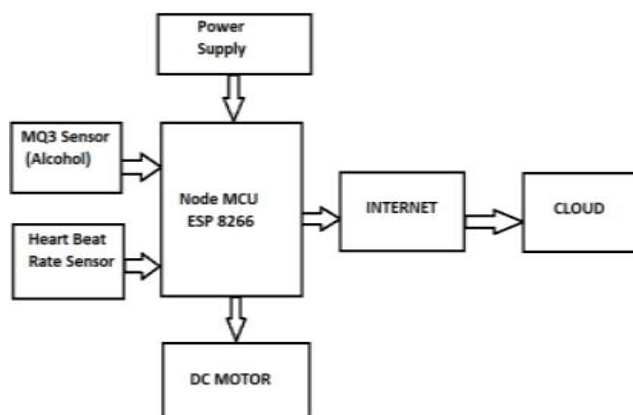 Power
Supply
MQ3 Sensor
(Alcohol)
Node MCU
ESP 8266
INTERNET
CLOUD
Heart Beat
Rate Sensor
DC MOTOR